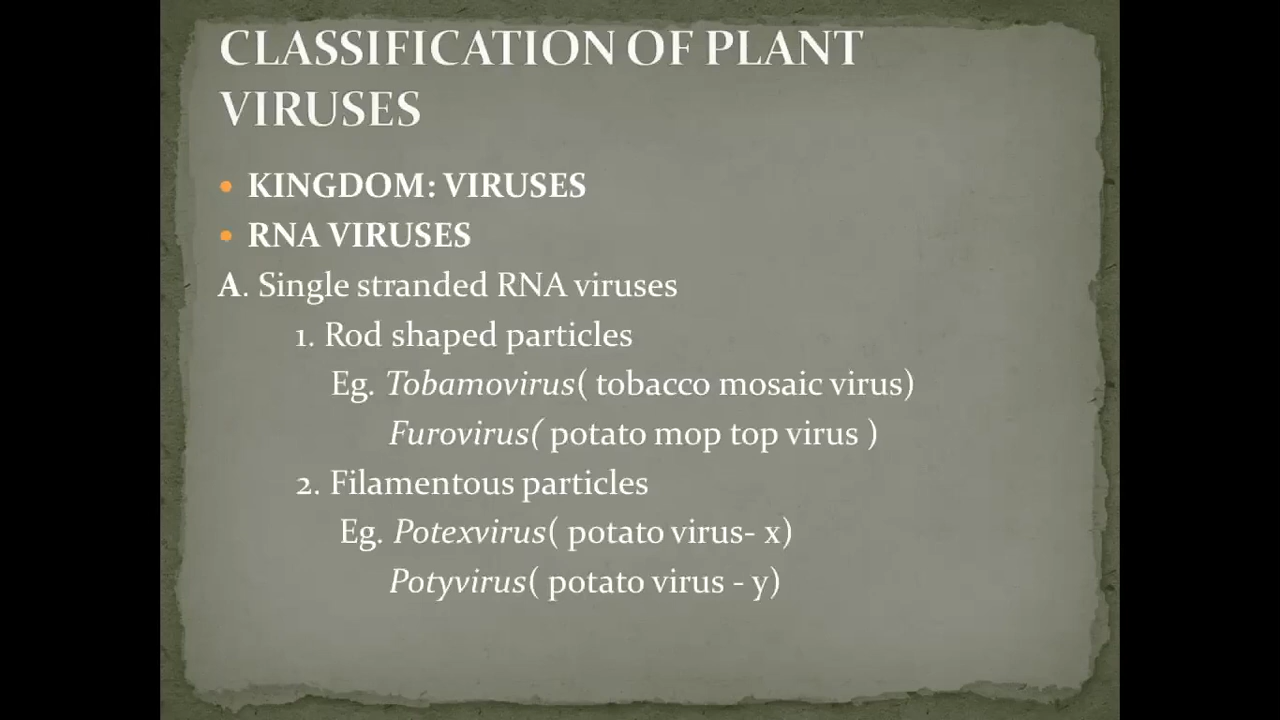 CLASSIFICATION OF PLANT
VIRUSES
• KINGDOM: VIRUSES
• RNA VIRUSES
A. Single stranded RNA viruses
1. Rod shaped particles
Eg. Tobamovirus( tobacco mosaic virus)
Furovirus( potato mop top virus )
2. Filamentous particles
Eg. Potexvirus( potato virus- x)
Potyvirus( potato virus - y)